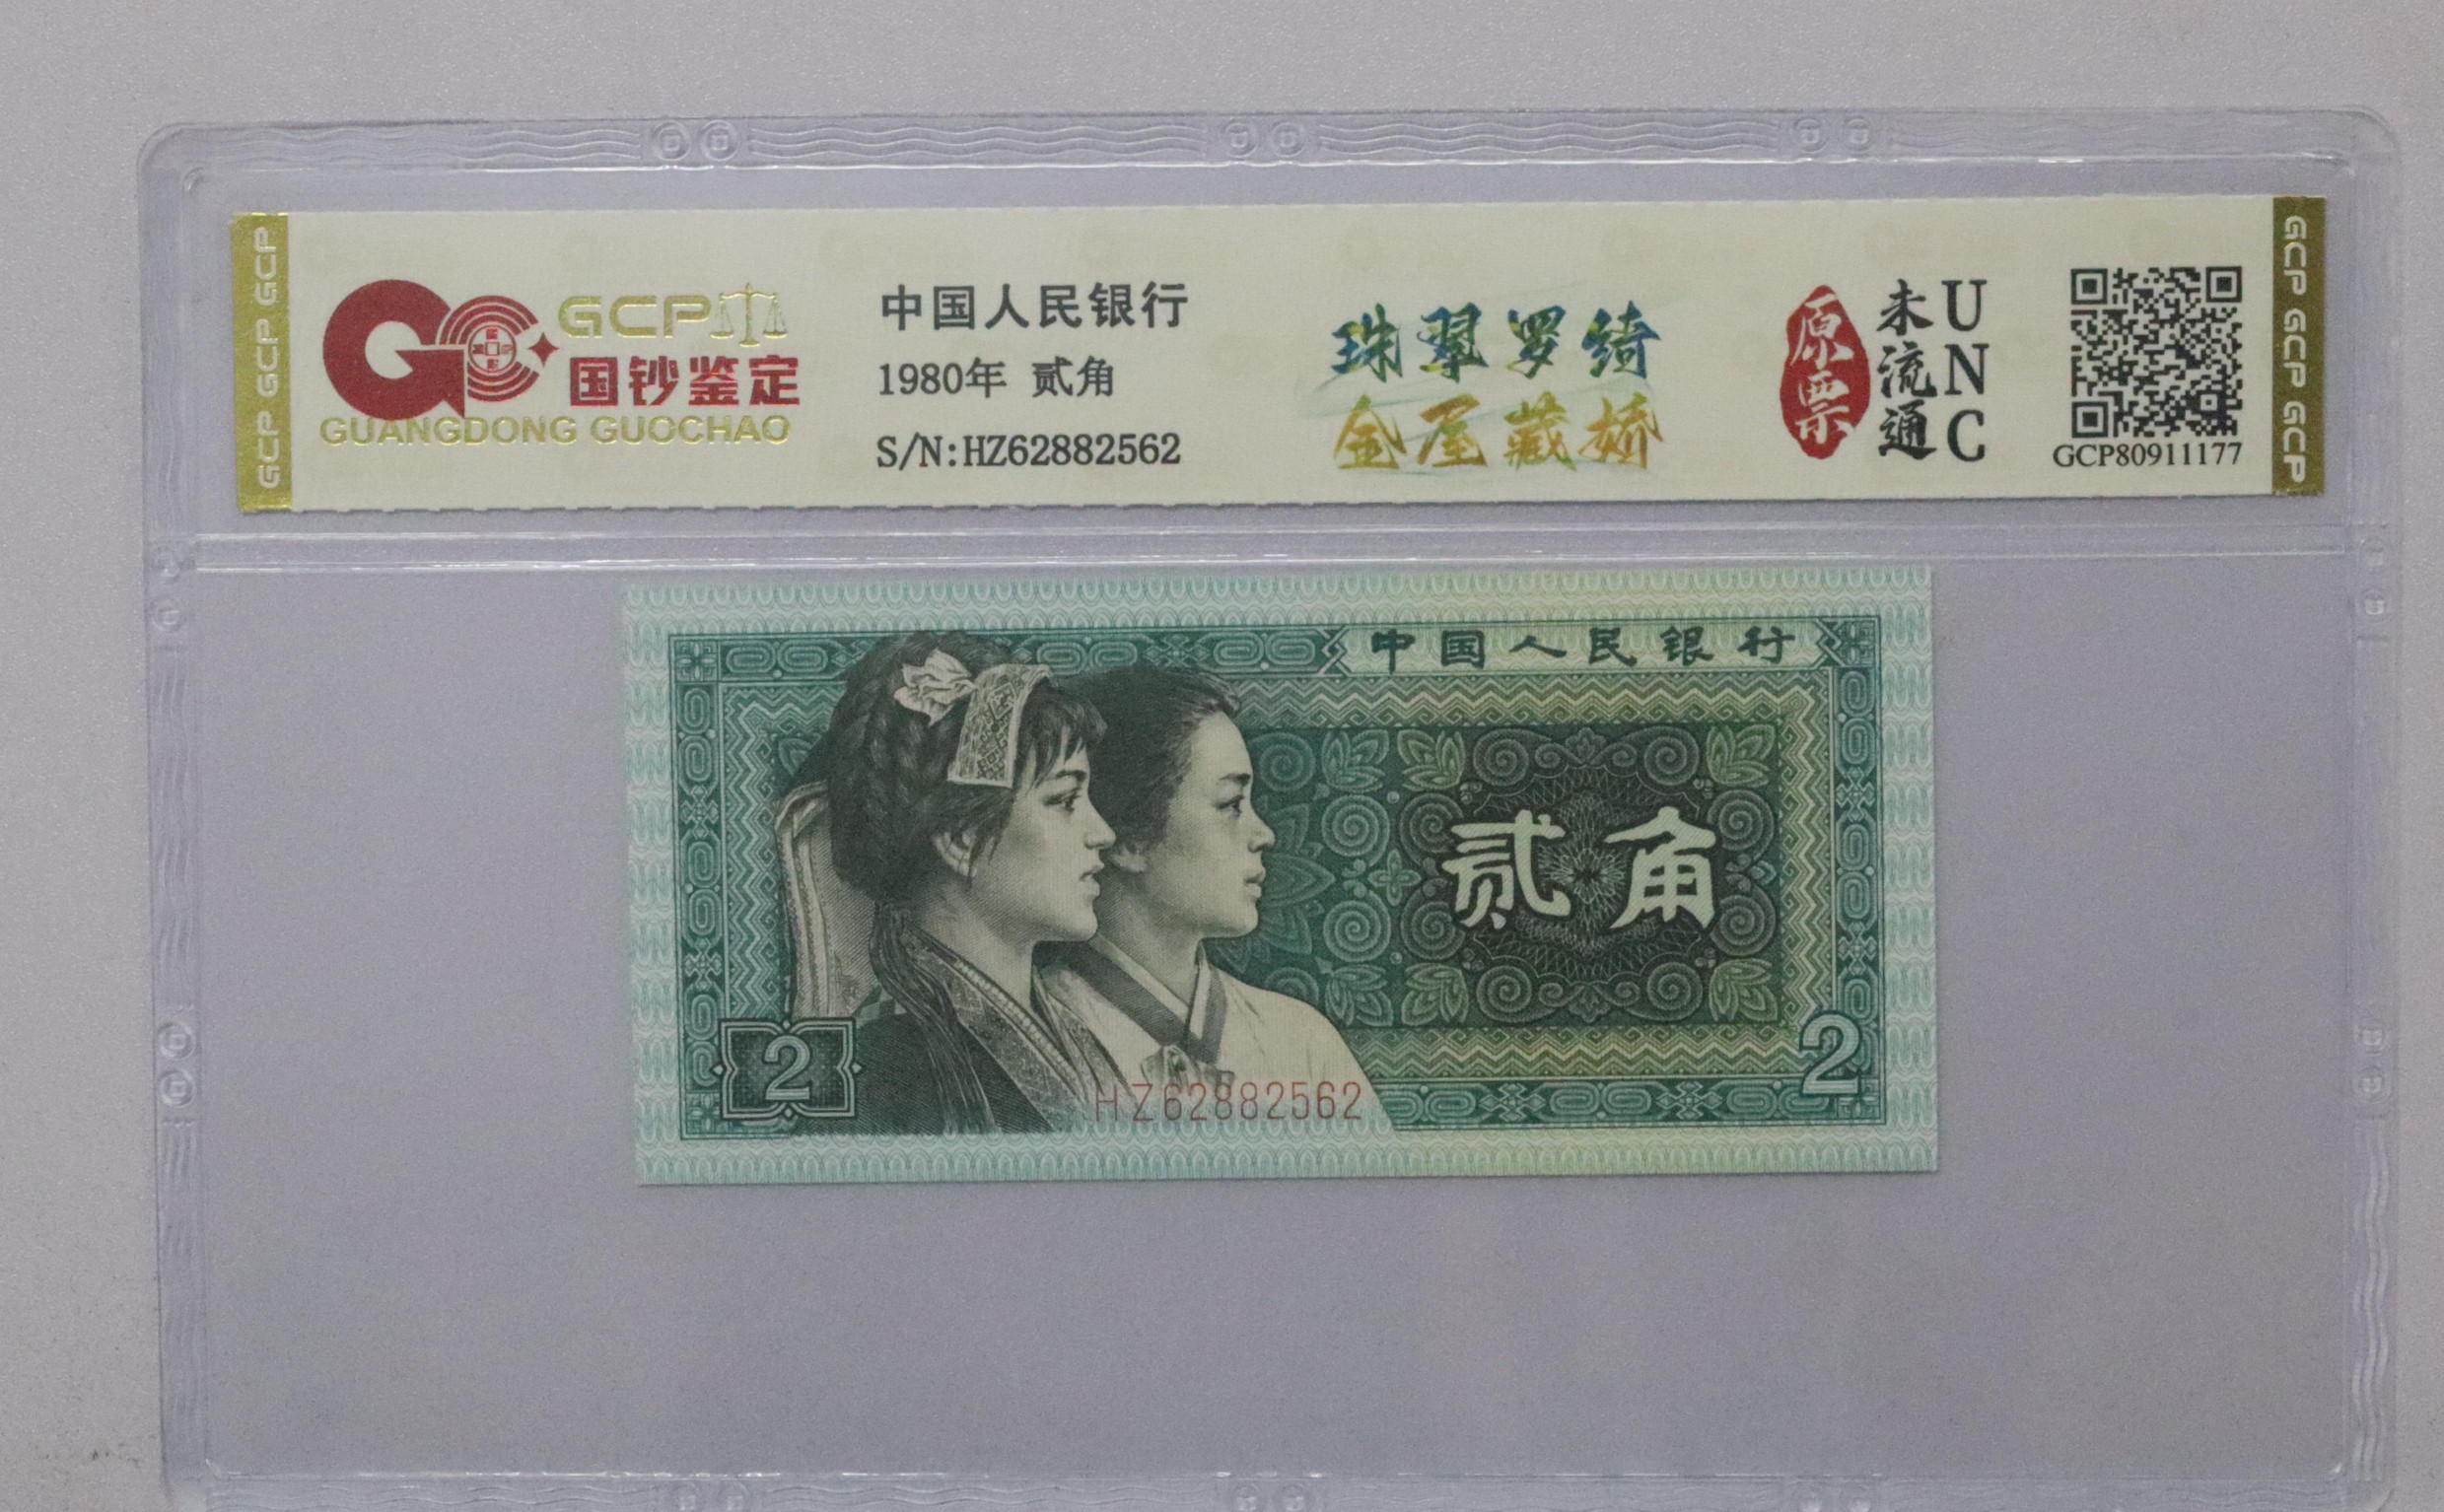 GCP GCP GCP
GCP
国钞鉴定
GUANGDONG GUOCHAO
中国人民银行
1980年 贰角
S/N:HZ62882562
珠翠罗绮
金屋藏娇
原票
未流通
UNC
GCP80911177
GCP GCP GCP
中国人民银行
贰角
2
2
HZ62882562